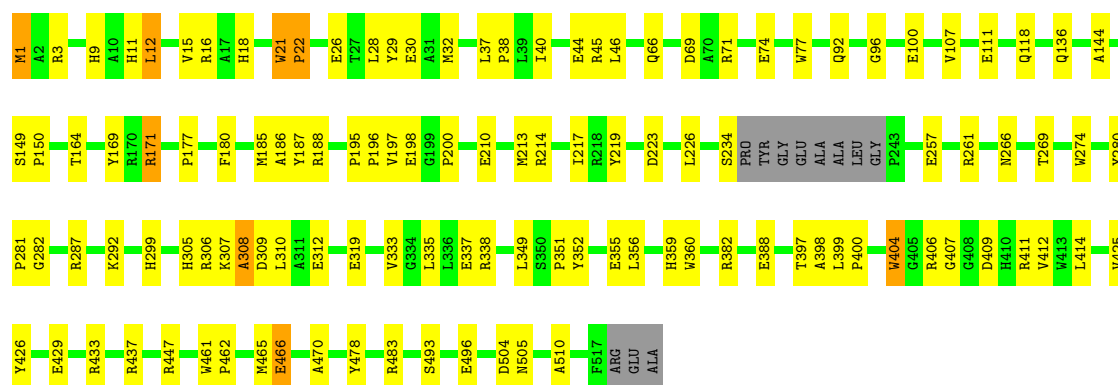 M1 A2 R3 H9 A10 H11 L12 V15 R16 A17 H18 W21 P22 E26 T27 L28 Y29 E30 A31 M32 L37 P38 L39 I40 E44 R45 L46 Q66 D69 A70 R71 E74 W77 Q92 G96 E100 V107 E111 Q118 Q136 A144
S149 P150 T164 Y169 R170 R171 P177 F180 M185 A186 Y187 R188 P195 P196 V197 E198 G199 P200 E210 M213 R214 I217 R218 Y219 D223 L226 S234 PRO TYR GLY GLU ALA ALA LEU GLY P243 E257 R261 N266 T269 W274 Y280
P281 G282 R287 K292 H299 H305 R306 K307 A308 D309 L310 A311 E312 E319 V333 G334 L335 L336 E337 R338 L349 S350 P351 Y352 E355 L356 H359 W360 R382 E388 T397 A398 L399 P400 W404 G405 R406 G407 G408 D409 H410 R411 V412 W413 L414 V425
Y426 E429 R433 R437 R447 W461 P462 M465 E466 A470 Y478 R483 S493 E496 D504 N505 A510 F517 ARG GLU ALA